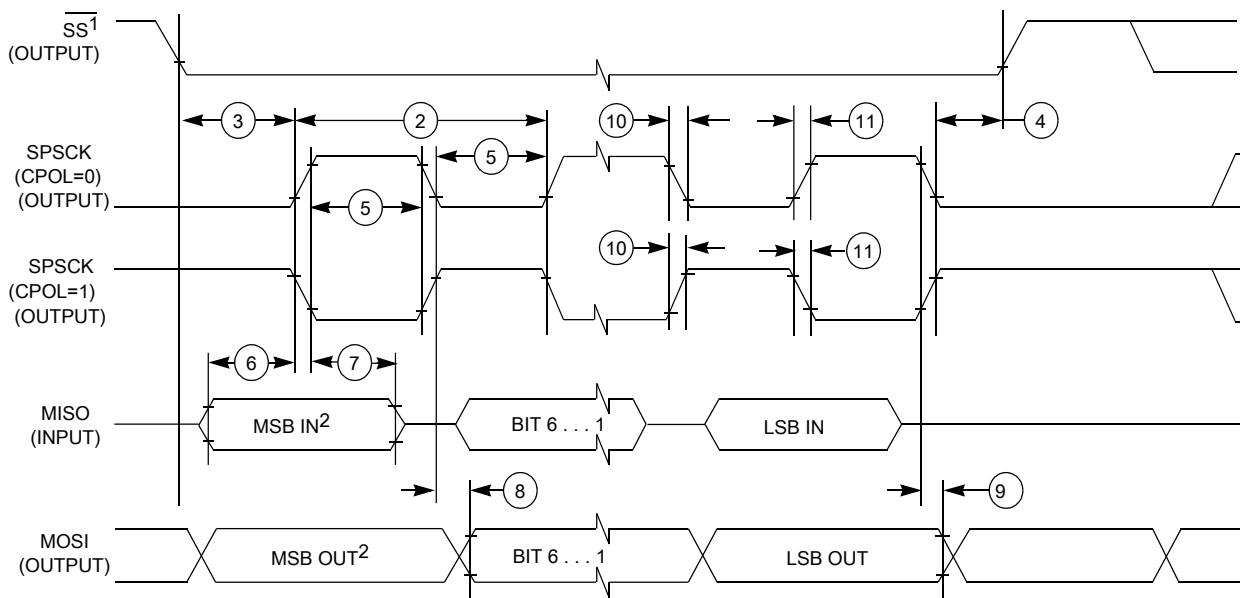 SS1
(OUTPUT)
3
2
10
11
4
SPSCK
(CPOL=0)
(OUTPUT)
5
5
SPSCK
(CPOL=1)
(OUTPUT)
10
11
6
7
MISO
(INPUT)
MSB IN2
BIT 6 . . . 1
LSB IN
8
9
MOSI
(OUTPUT)
MSB OUT2
BIT 6 . . . 1
LSB OUT